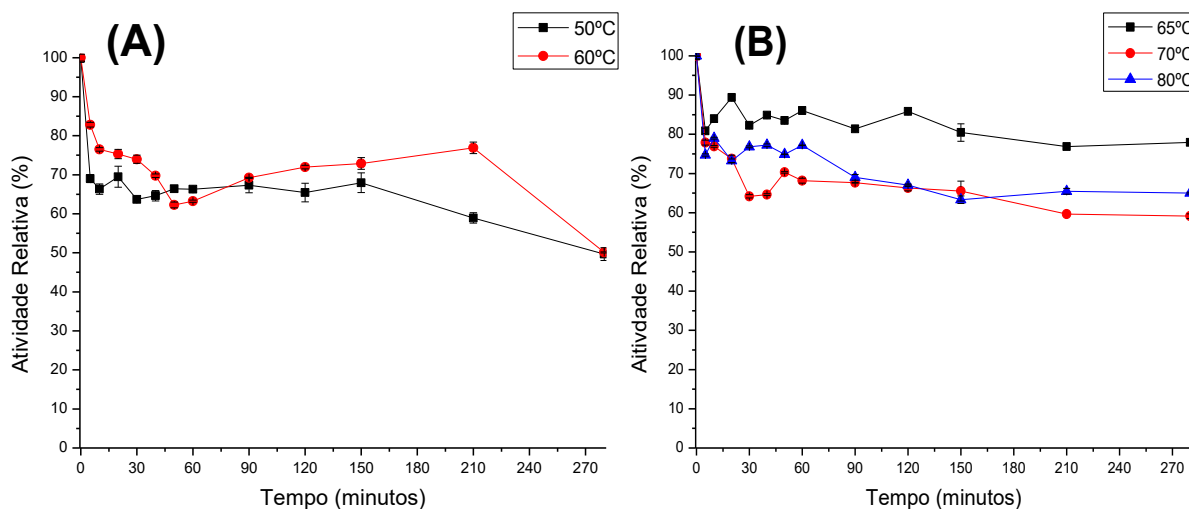 (A)
50ºC
60ºC
100
90
80
70
60
50
40
30
20
10
0
Atividade Relativa (%)
0 30 60 90 120 150 180 210 240 270
Tempo (minutos)
(B)
65ºC
70ºC
80ºC
100
90
80
70
60
50
40
30
20
10
0
Aitivdade Relativa (%)
0 30 60 90 120 150 180 210 240 270
Tempo (minutos)